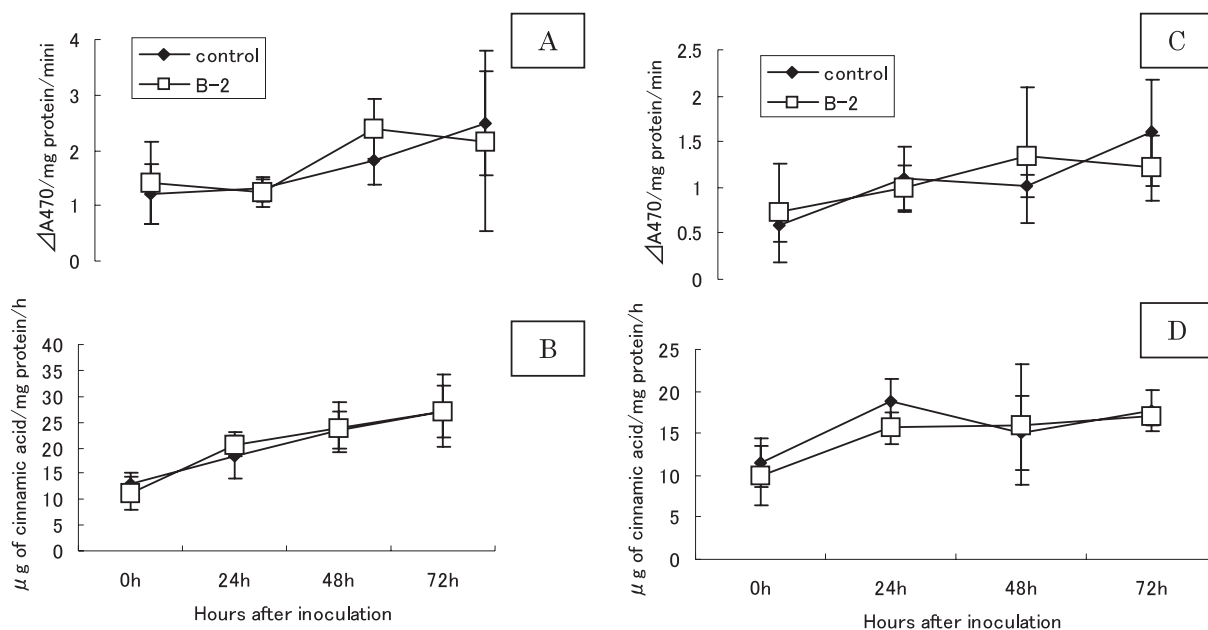 A
4
3
2
1
0
control
B-2
⊿A470/mg protein/mini
C
2.5
2
1.5
1
0.5
0
control
B-2
⊿A470/mg protein/min
B
40
35
30
25
20
15
10
5
0
μg of cinnamic acid/mg protein/h
0h 24h 48h 72h
Hours after inoculation
D
25
20
15
10
5
0
μg of cinnamic acid/mg protein/h
0h 24h 48h 72h
Hours after inoculation